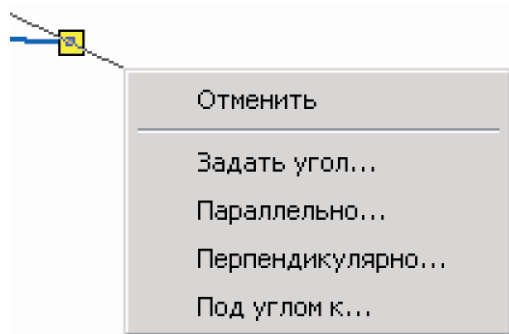 Отменить
Задать угол...
Параллельно...
Перпендикулярно...
Под углом к...